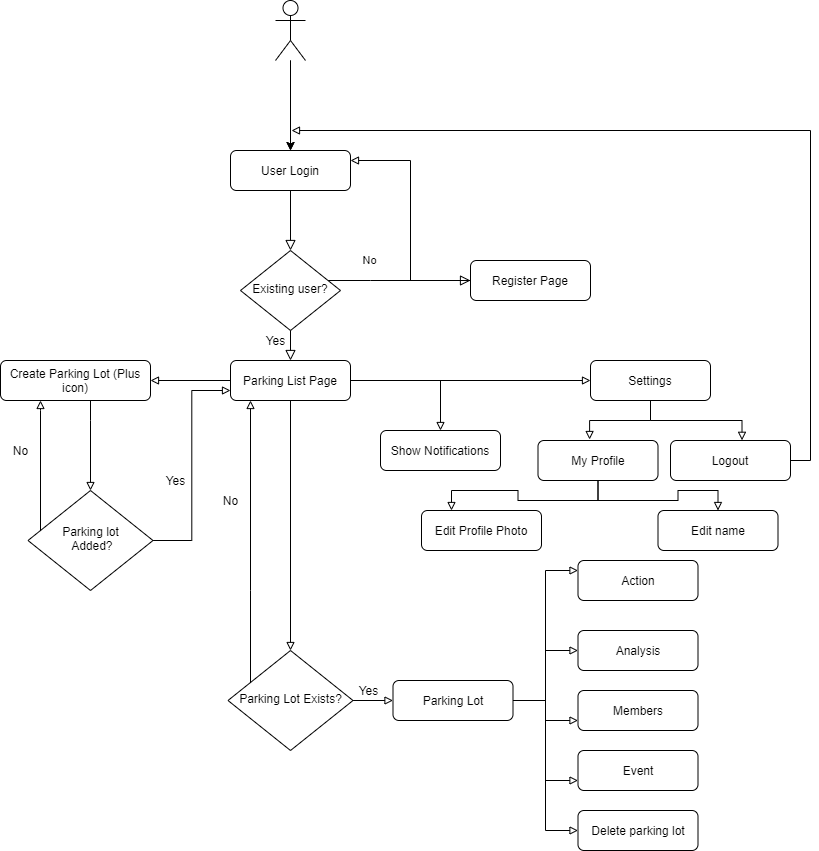 User Login
No
Existing user?
Register Page
Yes
Create Parking Lot (Plus
icon)
Parking List Page
Settings
No
Show Notifications
My Profile
Logout
Yes
No
Parking lot
Added?
Edit Profile Photo
Edit name
Action
Analysis
Parking Lot Exists?
Yes
Parking Lot
Members
Event
Delete parking lot